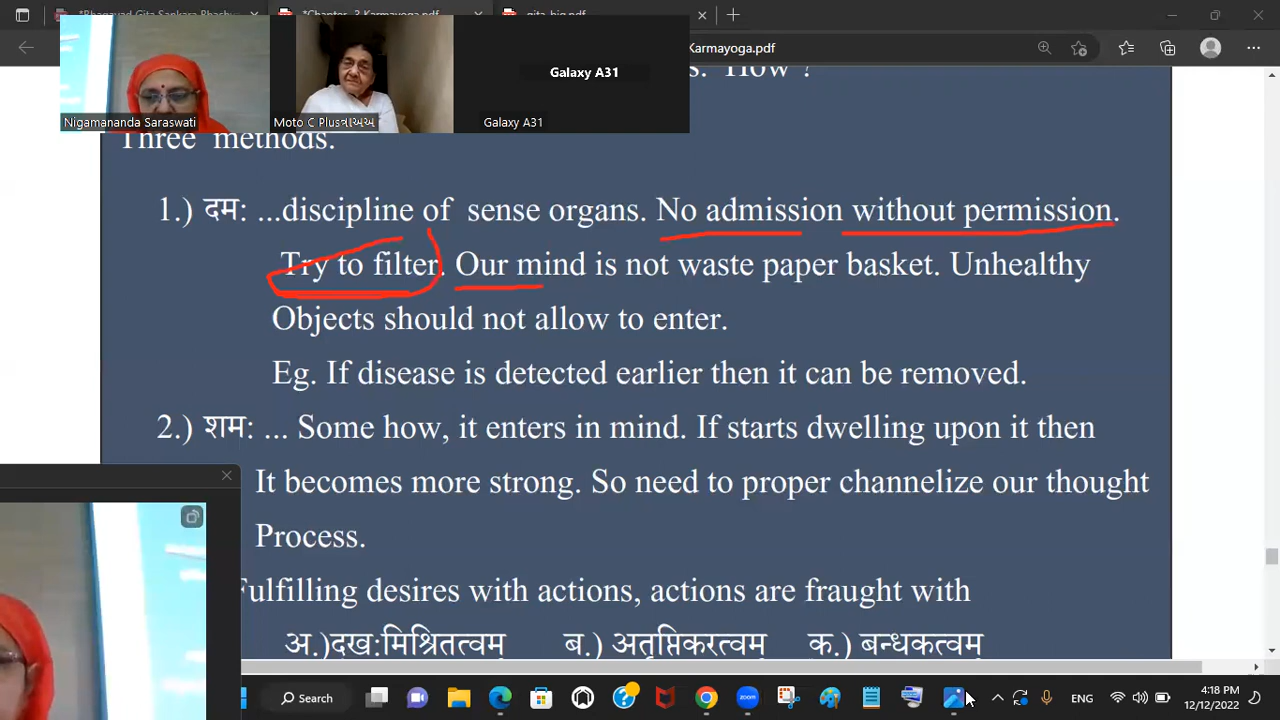 Karmayoga.pdf
Galaxy A31
Nigamananda Saraswati
Moto C Plusત્રાઅઅ
Galaxy A31
How ?
Three methods.
1.) दम: ...discipline of sense organs. No admission without permission.
Try to filter. Our mind is not waste paper basket. Unhealthy
Objects should not allow to enter.
Eg. If disease is detected earlier then it can be removed.
2.) शम: ... Some how, it enters in mind. If starts dwelling upon it then
It becomes more strong. So need to proper channelize our thought
Process.
Fulfilling desires with actions, actions are fraught with
अ.)दुख:मिश्रितत्वम् ब.) अतृप्तिकरत्वम् क.) बन्धकत्वम्
Search
ENG
4:18 PM
12/12/2022